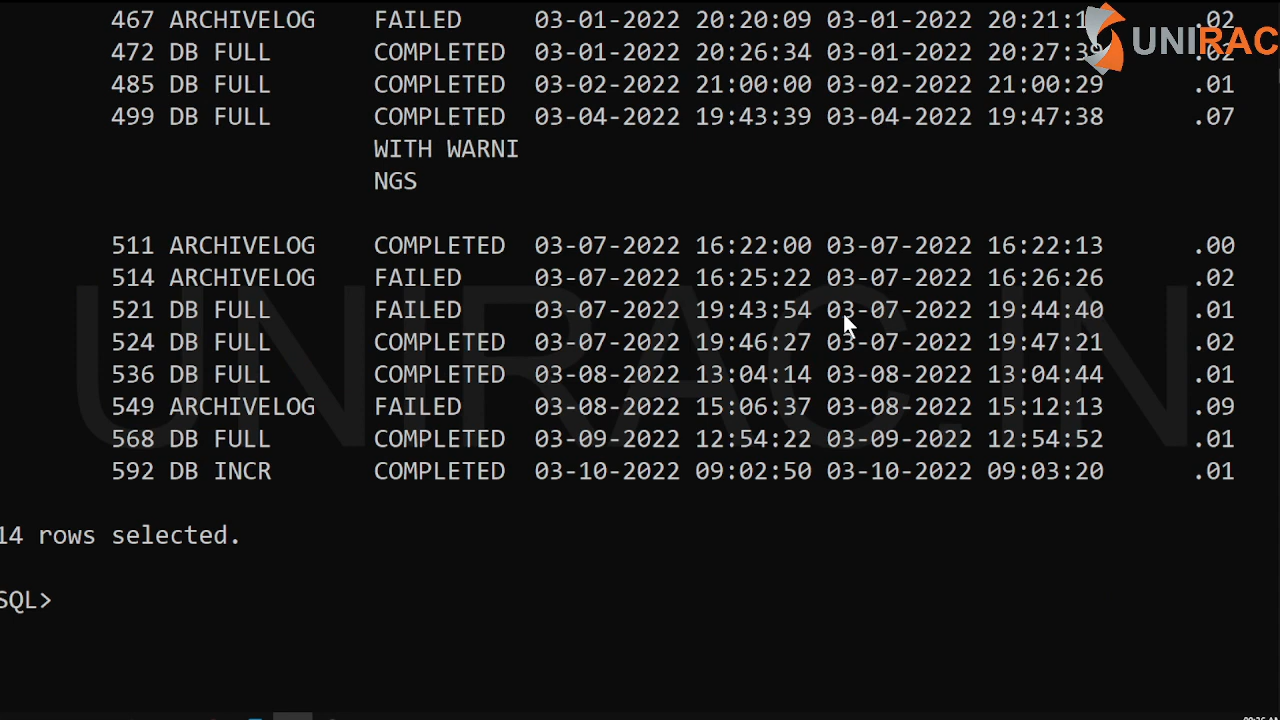 467 ARCHIVELOG FAILED 03-01-2022 20:20:09 03-01-2022 .02
UNIRAC
472 DB FULL COMPLETED 03-01-2022 20:26:34 03-01-2022 .02
485 DB FULL COMPLETED 03-02-2022 21:00:00 03-02-2022 21:00:29 .01
499 DB FULL COMPLETED 03-04-2022 19:43:39 03-04-2022 19:47:38 .07
WITH WARNI
NGS
511 ARCHIVELOG COMPLETED 03-07-2022 16:22:00 03-07-2022 16:22:13 .00
514 ARCHIVELOG FAILED 03-07-2022 16:25:22 03-07-2022 16:26:26 .02
521 DB FULL FAILED 03-07-2022 19:43:54 03-07-2022 19:44:40 .01
524 DB FULL COMPLETED 03-07-2022 19:46:27 03-07-2022 19:47:21 .02
536 DB FULL COMPLETED 03-08-2022 13:04:14 03-08-2022 13:04:44 .01
549 ARCHIVELOG FAILED 03-08-2022 15:06:37 03-08-2022 15:12:13 .09
568 DB FULL COMPLETED 03-09-2022 12:54:22 03-09-2022 12:54:52 .01
592 DB INCR COMPLETED 03-10-2022 09:02:50 03-10-2022 09:03:20 .01
UNIRAC.IN
14 rows selected.
SQL>